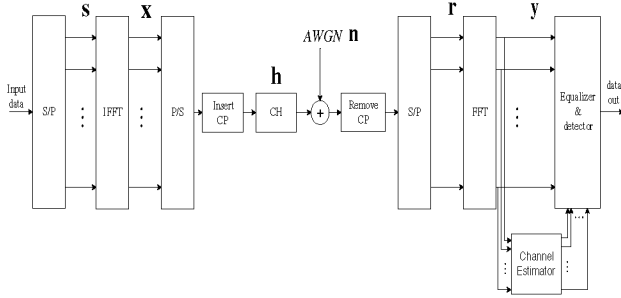 s x r y
AWGN n
h
Input
data
S/P
IFFT
P/S
Insert
CP
CH
+
Remove
CP
S/P
FFT
Equalizer
&
detector
data
out
Channel
Estimator